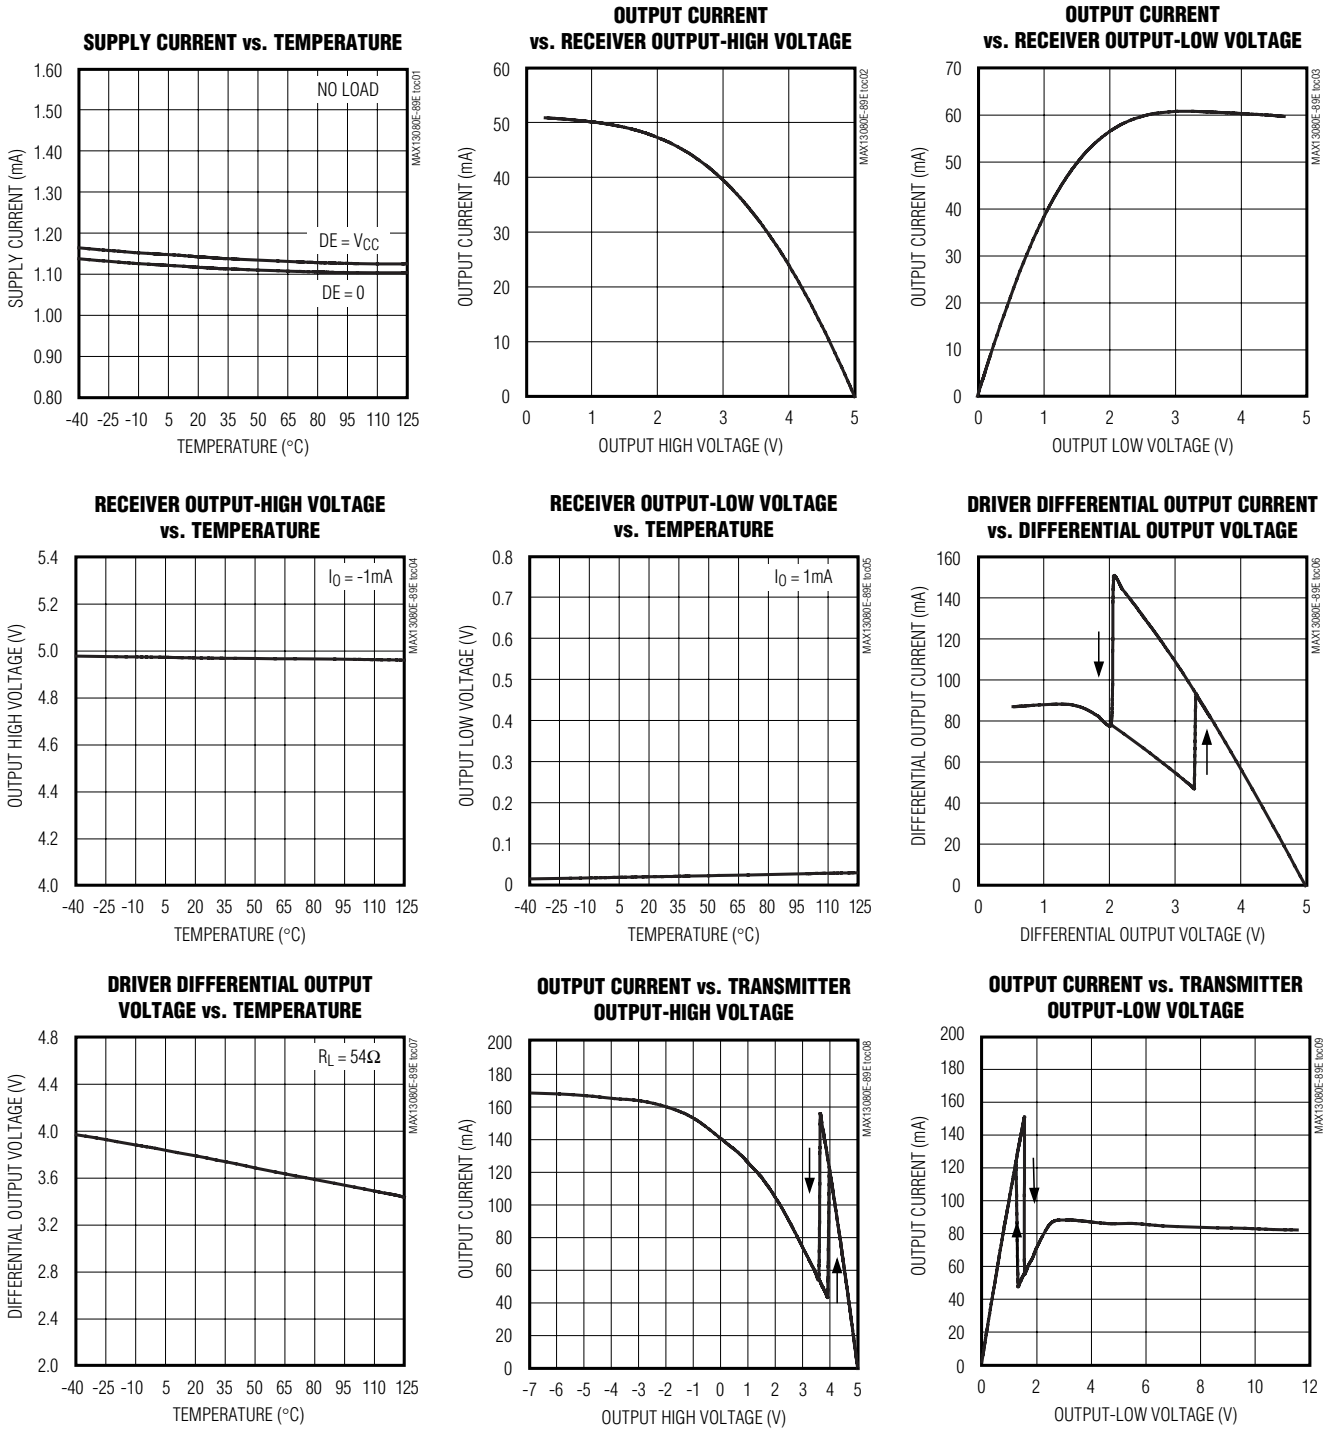 SUPPLY CURRENT vs. TEMPERATURE
SUPPLY CURRENT (mA)
1.60
1.50
1.40
1.30
1.20
1.10
1.00
0.90
0.80
NO LOAD
DE = VCC
DE = 0
-40 -25 -10 5 20 35 50 65 80 95 110 125
TEMPERATURE (°C)
MAX13080E-89E toc01
OUTPUT CURRENT
vs. RECEIVER OUTPUT-HIGH VOLTAGE
OUTPUT CURRENT (mA)
60
50
40
30
20
10
0
0 1 2 3 4 5
OUTPUT HIGH VOLTAGE (V)
MAX13080E-89E toc02
OUTPUT CURRENT
vs. RECEIVER OUTPUT-LOW VOLTAGE
OUTPUT CURRENT (mA)
70
60
50
40
30
20
10
0
0 1 2 3 4 5
OUTPUT LOW VOLTAGE (V)
MAX13080E-89E toc03
RECEIVER OUTPUT-HIGH VOLTAGE
vs. TEMPERATURE
OUTPUT HIGH VOLTAGE (V)
5.4
5.2
5.0
4.8
4.6
4.4
4.2
4.0
IO = -1mA
-40 -25 -10 5 20 35 50 65 80 95 110 125
TEMPERATURE (°C)
MAX13080E-89E toc04
RECEIVER OUTPUT-LOW VOLTAGE
vs. TEMPERATURE
OUTPUT LOW VOLTAGE (V)
0.8
0.7
0.6
0.5
0.4
0.3
0.2
0.1
0
IO = 1mA
-40 -25 -10 5 20 35 50 65 80 95 110 125
TEMPERATURE (°C)
MAX13080E-89E toc05
DRIVER DIFFERENTIAL OUTPUT CURRENT
vs. DIFFERENTIAL OUTPUT VOLTAGE
DIFFERENTIAL OUTPUT CURRENT (mA)
160
140
120
100
80
60
40
20
0
0 1 2 3 4 5
DIFFERENTIAL OUTPUT VOLTAGE (V)
MAX13080E-89E toc06
DRIVER DIFFERENTIAL OUTPUT
VOLTAGE vs. TEMPERATURE
DIFFERENTIAL OUTPUT VOLTAGE (V)
4.8
4.4
4.0
3.6
3.2
2.8
2.4
2.0
RL = 54Ω
-40 -25 -10 5 20 35 50 65 80 95 110 125
TEMPERATURE (°C)
MAX13080E-89E toc07
OUTPUT CURRENT vs. TRANSMITTER
OUTPUT-HIGH VOLTAGE
OUTPUT CURRENT (mA)
200
180
160
140
120
100
80
60
40
20
0
-7 -6 -5 -4 -3 -2 -1 0 1 2 3 4 5
OUTPUT HIGH VOLTAGE (V)
MAX13080E-89E toc08
OUTPUT CURRENT vs. TRANSMITTER
OUTPUT-LOW VOLTAGE
OUTPUT CURRENT (mA)
200
180
160
140
120
100
80
60
40
20
0
0 2 4 6 8 10 12
OUTPUT-LOW VOLTAGE (V)
MAX13080E-89E toc09